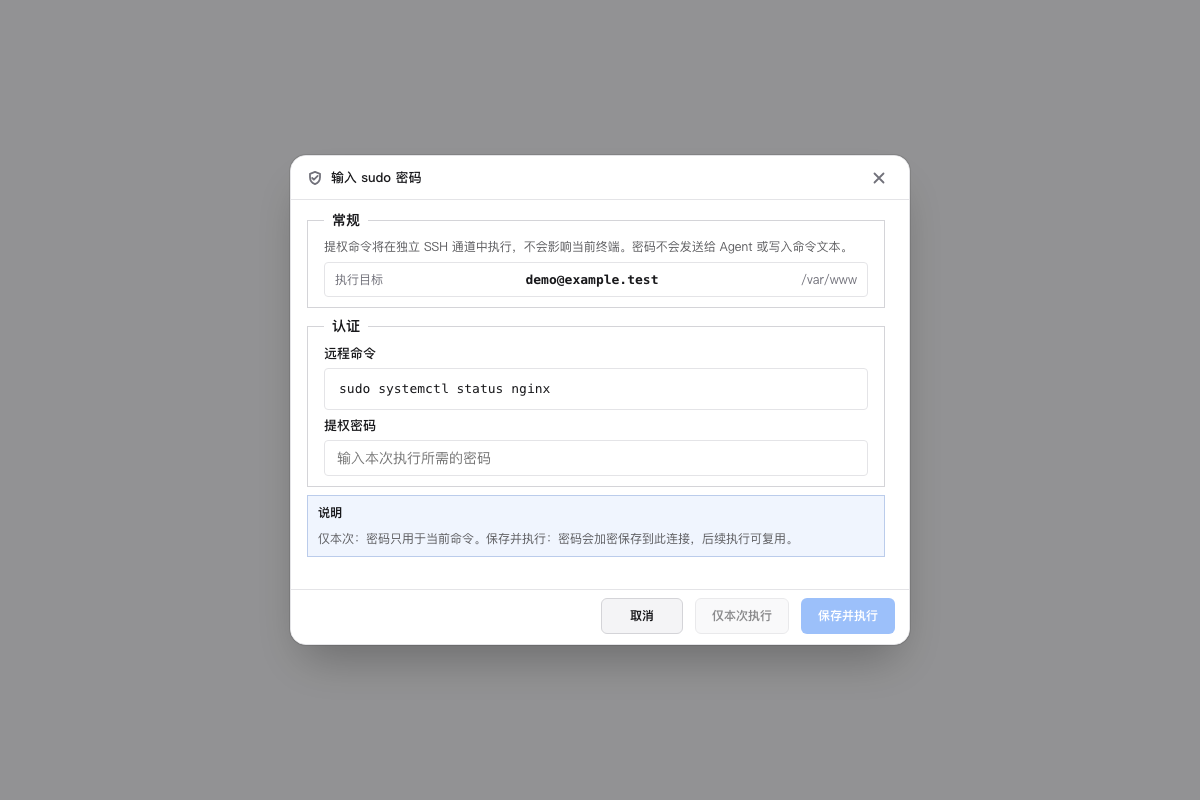 输入 sudo 密码
常规
提权命令将在独立 SSH 通道中执行，不会影响当前终端。密码不会发送给 Agent 或写入命令文本。
执行目标 demo@example.test /var/www
认证
远程命令
sudo systemctl status nginx
提权密码
输入本次执行所需的密码
说明
仅本次：密码只用于当前命令。保存并执行：密码会加密保存到此连接，后续执行可复用。
取消 仅本次执行 保存并执行